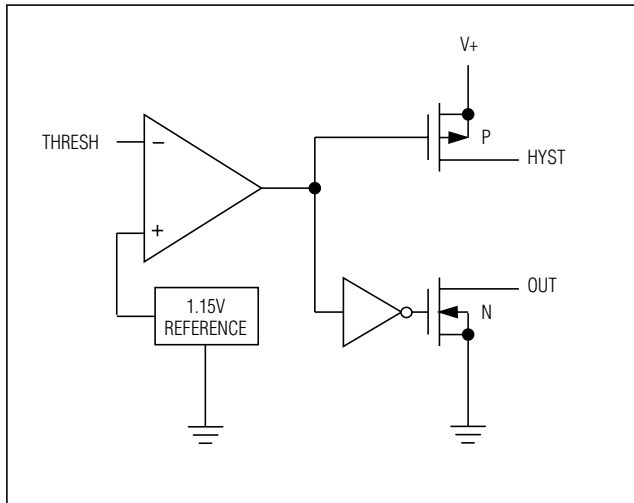 V+
THRESH
−
P
HYST
+
OUT
1.15V
REFERENCE
N